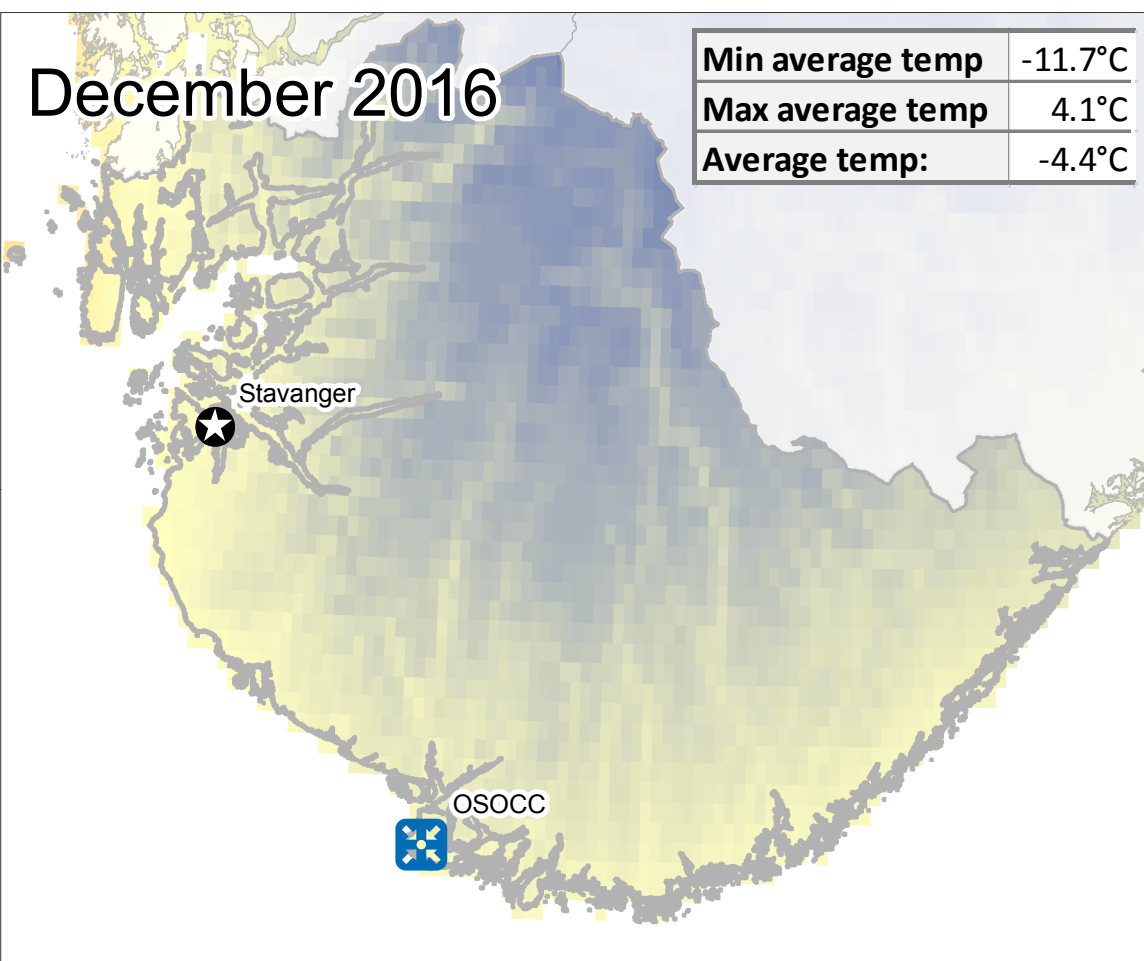 December 2016
Min average temp -11.7°C
Max average temp 4.1°C
Average temp: -4.4°C
Stavanger
OSOCC